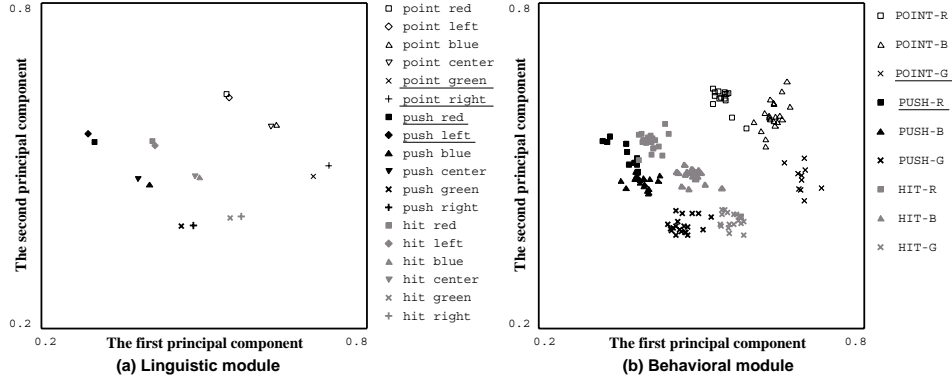 0.8
The second principal component
0.2
0.2
The first principal component
0.8
(a) Linguistic module
point red
point left
point blue
point center
point green
point right
push red
push left
push blue
push center
push green
push right
hit red
hit left
hit blue
hit center
hit green
hit right
0.8
The second principal component
0.2
0.2
The first principal component
0.8
(b) Behavioral module
POINT-R
POINT-B
POINT-G
PUSH-R
PUSH-B
PUSH-G
HIT-R
HIT-B
HIT-G